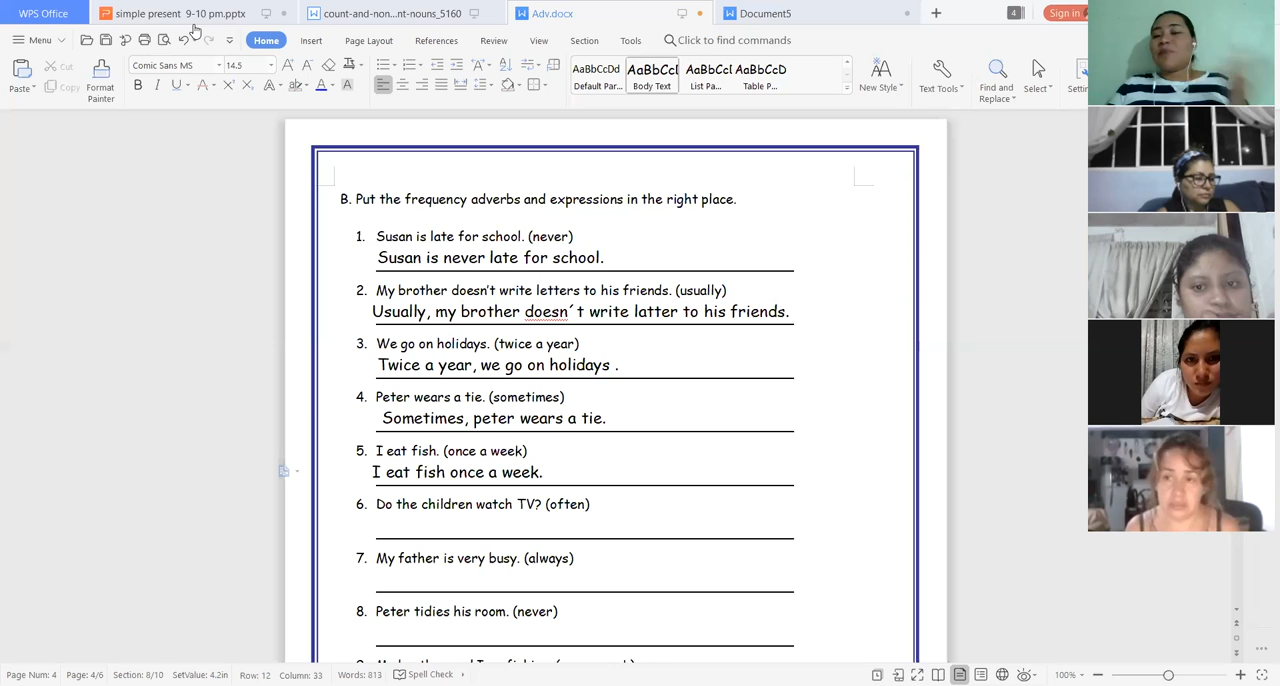 WPS Office
simple present 9-10 pm.pptx
count-and-non...nt-nouns_5160
Adv.docx
Document5
4
Sign in
Menu
Home
Insert
Page Layout
References
Review
View
Section
Tools
Click to find commands
Paste
Cut
Copy
Format
Painter
Comic Sans MS
14.5
AaBbCcDd
Default Par...
AaBbCcI
Body Text
AaBbCcI
List Pa...
AaBbCcD
Table P...
New Style
Text Tools
Find and
Replace
Select
B. Put the frequency adverbs and expressions in the right place.
1. Susan is late for school. (never)
Susan is never late for school.
2. My brother doesn't write letters to his friends. (usually)
Usually, my brother doesn´t write latter to his friends.
3. We go on holidays. (twice a year)
Twice a year, we go on holidays .
4. Peter wears a tie. (sometimes)
Sometimes, peter wears a tie.
5. I eat fish. (once a week)
I eat fish once a week.
6. Do the children watch TV? (often)
7. My father is very busy. (always)
8. Peter tidies his room. (never)
Page Num: 4
Page: 4/6
Section: 8/10
SetValue: 4.2in
Row: 12
Column: 33
Words: 813
Spell Check
100%